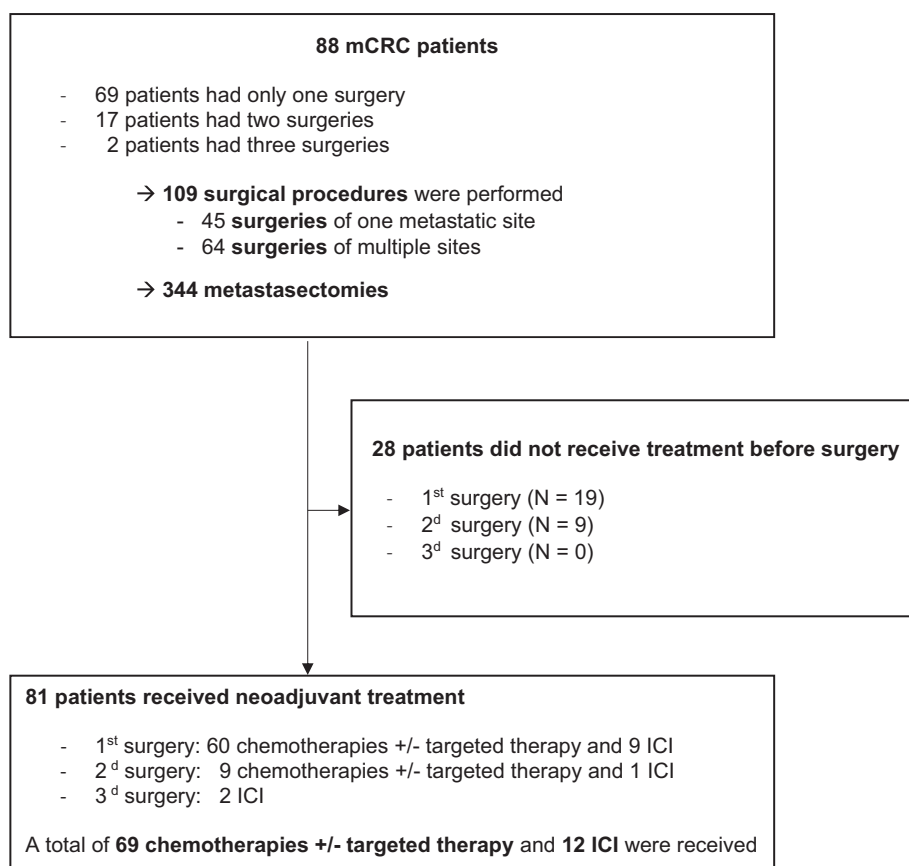 88 mCRC patients
- 69 patients had only one surgery
- 17 patients had two surgeries
- 2 patients had three surgeries
→ 109 surgical procedures were performed
- 45 surgeries of one metastatic site
- 64 surgeries of multiple sites
→ 344 metastasectomies
28 patients did not receive treatment before surgery
- 1st surgery (N = 19)
- 2d surgery (N = 9)
- 3d surgery (N = 0)
81 patients received neoadjuvant treatment
- 1st surgery: 60 chemotherapies +/- targeted therapy and 9 ICI
- 2 d surgery: 9 chemotherapies +/- targeted therapy and 1 ICI
- 3 d surgery: 2 ICI
A total of 69 chemotherapies +/- targeted therapy and 12 ICI were received